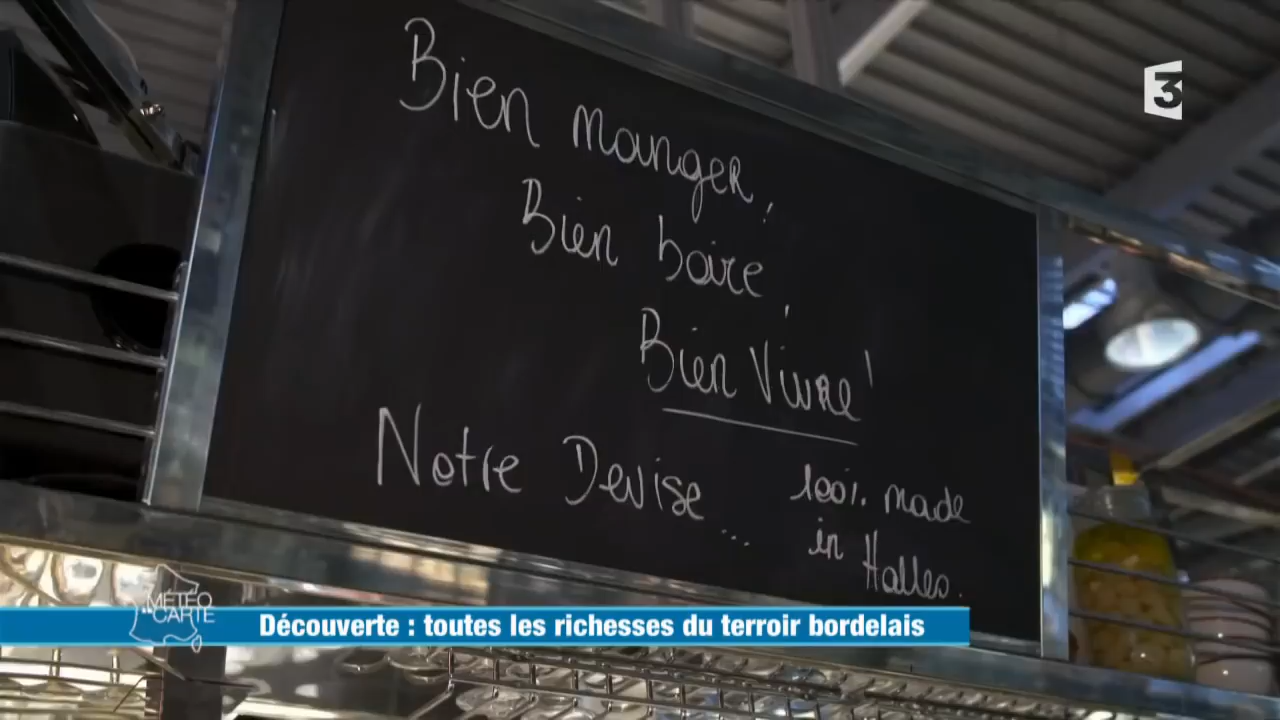 Bien manger,
Bien boire,
Bien Vivre!
Notre Devise...
100%. made
in Halles.
3
MÉTÉO
À LA
CARTE
Découverte : toutes les richesses du terroir bordelais